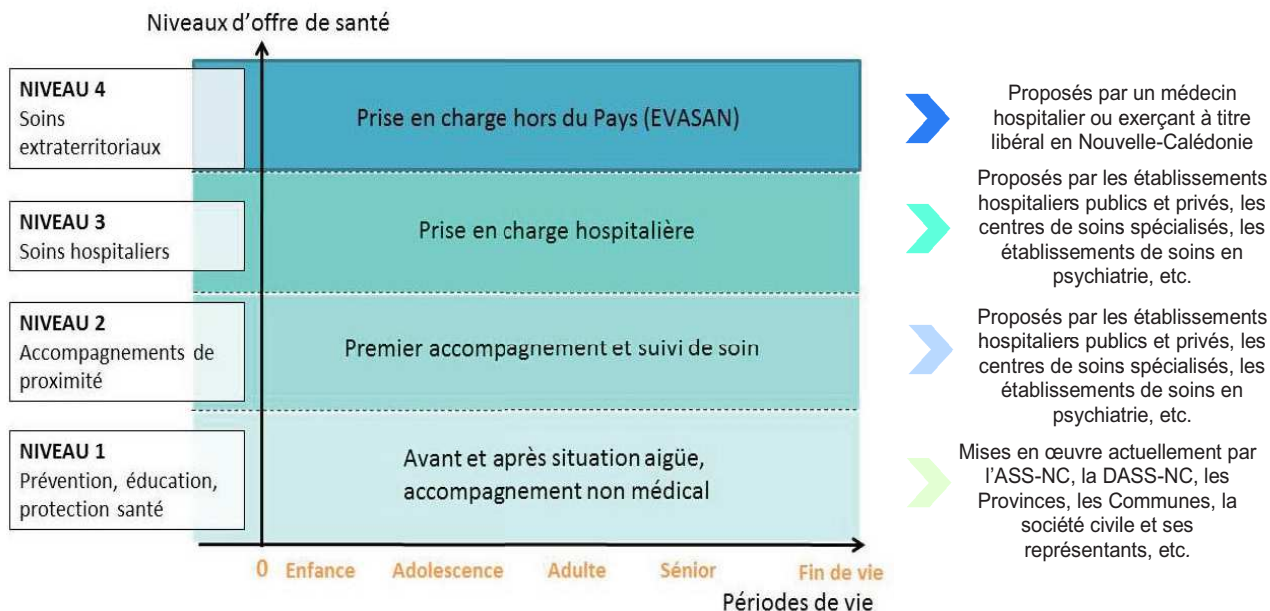 Niveaux d'offre de santé
NIVEAU 4
Soins
extraterritoriaux
Prise en charge hors du Pays (EVASAN)
Proposés par un médecin
hospitalier ou exerçant à titre
libéral en Nouvelle-Calédonie
NIVEAU 3
Soins hospitaliers
Prise en charge hospitalière
Proposés par les établissements
hospitaliers publics et privés, les
centres de soins spécialisés, les
établissements de soins en
psychiatrie, etc.
NIVEAU 2
Accompagnements de
proximité
Premier accompagnement et suivi de soin
Proposés par les établissements
hospitaliers publics et privés, les
centres de soins spécialisés, les
établissements de soins en
psychiatrie, etc.
NIVEAU 1
Prévention, éducation,
protection santé
Avant et après situation aigüe,
accompagnement non médical
Mises en œuvre actuellement par
l'ASS-NC, la DASS-NC, les
Provinces, les Communes, la
société civile et ses
représentants, etc.
0 Enfance Adolescence Adulte Sénior Fin de vie
Périodes de vie